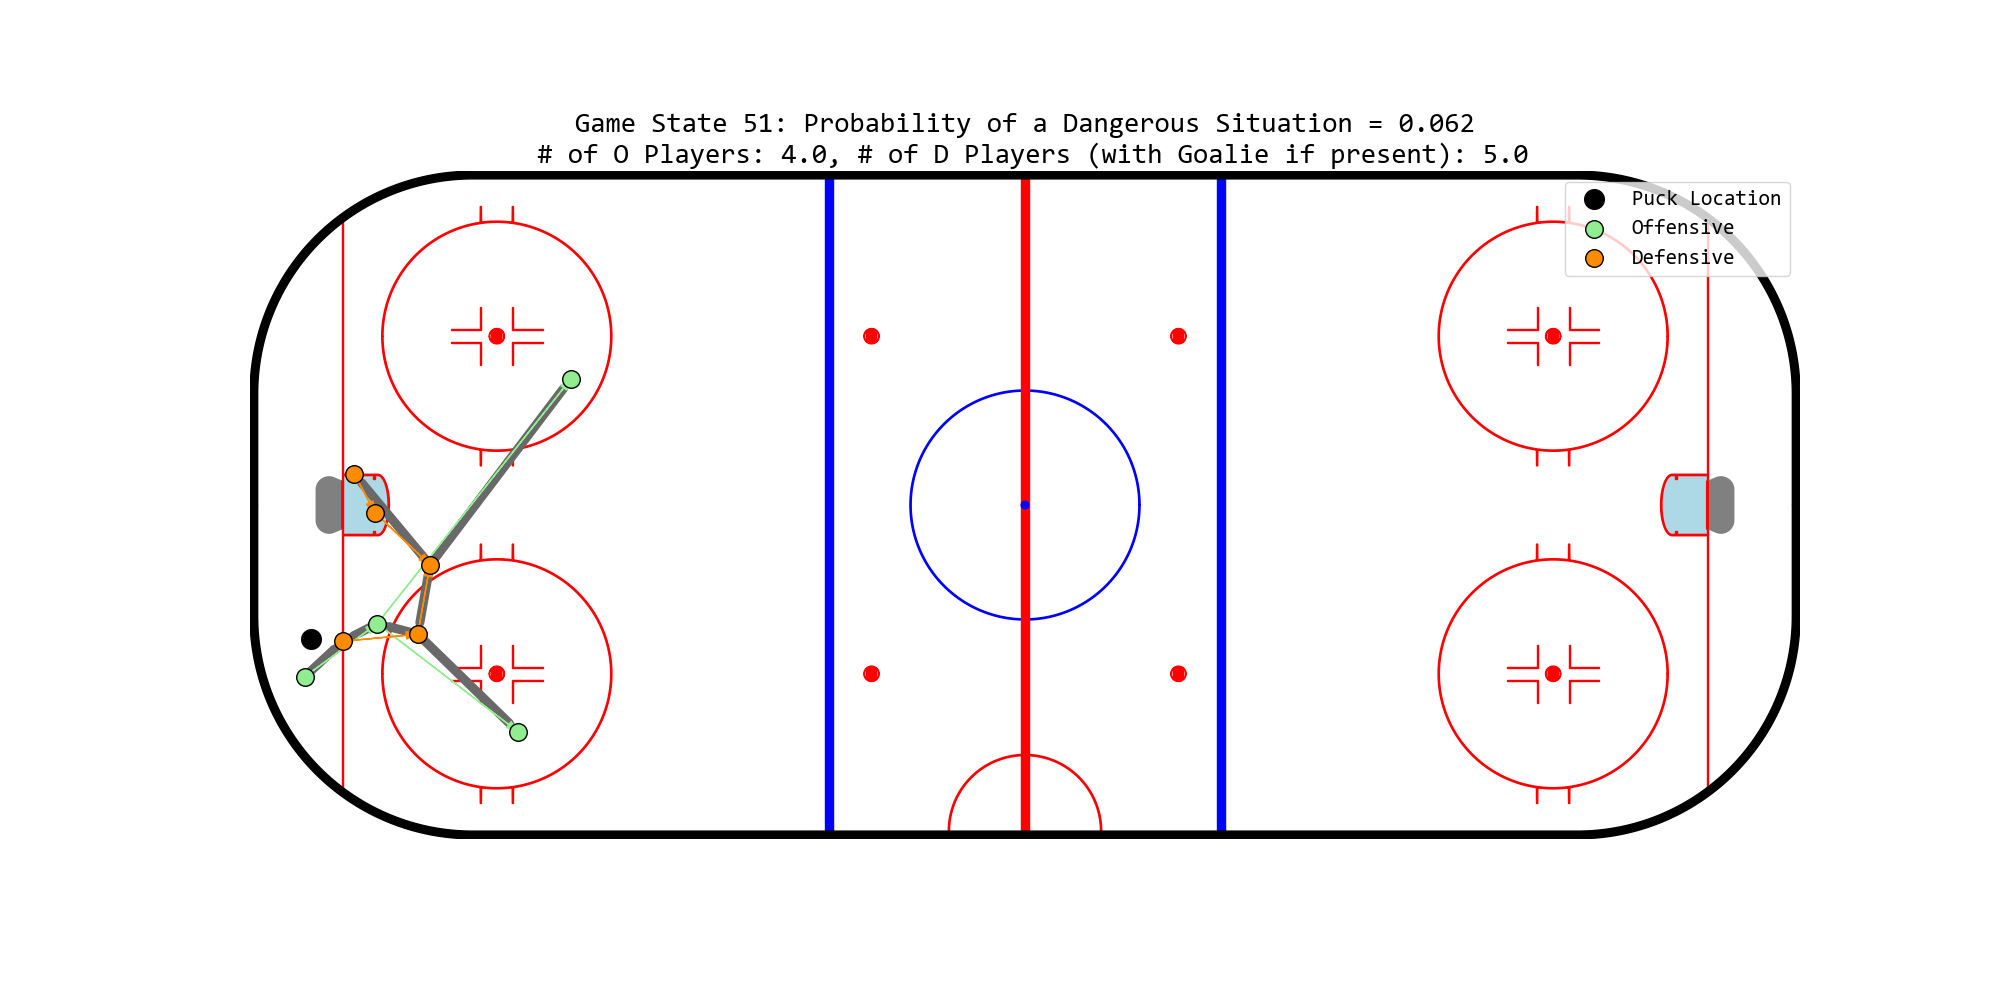 Game State 51: Probability of a Dangerous Situation = 0.062
# of O Players: 4.0, # of D Players (with Goalie if present): 5.0
Puck Location
Offensive
Defensive